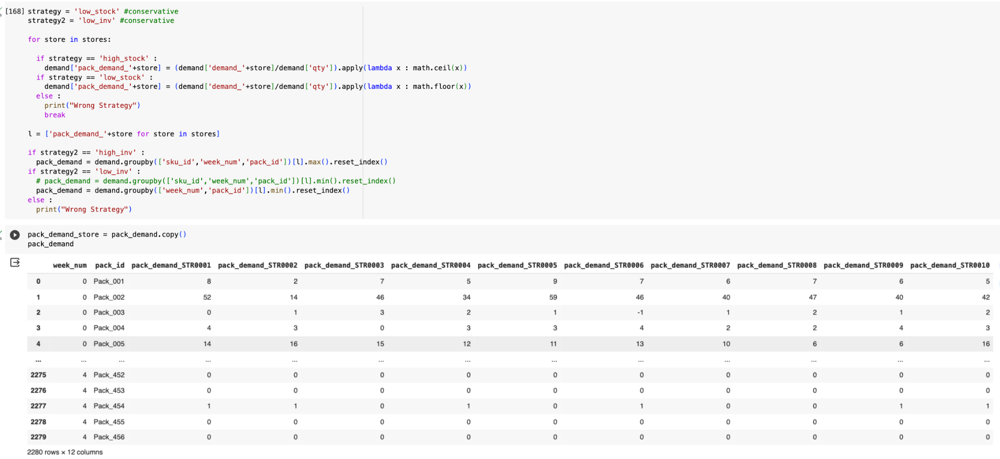 [168] strategy = 'low_stock' #conservative
strategy2 = 'low_inv' #conservative
for store in stores:
if strategy == 'high_stock' :
demand['pack_demand_'+store] = (demand['demand_'+store]/demand['qty']).apply(lambda x : math.ceil(x))
if strategy == 'low_stock' :
demand['pack_demand_'+store] = (demand['demand_'+store]/demand['qty']).apply(lambda x : math.floor(x))
else :
print("Wrong Strategy")
break
l = ['pack_demand_'+store for store in stores]
if strategy2 == 'high_inv' :
pack_demand = demand.groupby(['sku_id','week_num','pack_id'])[l].max().reset_index()
if strategy2 == 'low_inv' :
# pack_demand = demand.groupby(['sku_id','week_num','pack_id'])[l].min().reset_index()
pack_demand = demand.groupby(['week_num','pack_id'])[l].min().reset_index()
else :
print("Wrong Strategy")
pack_demand_store = pack_demand.copy()
pack_demand
week_num pack_id pack_demand_STR0001 pack_demand_STR0002 pack_demand_STR0003 pack_demand_STR0004 pack_demand_STR0005 pack_demand_STR0006 pack_demand_STR0007 pack_demand_STR0008 pack_demand_STR0009 pack_demand_STR0010
0 0 Pack_001 8 2 7 5 9 7 6 7 6 5
1 0 Pack_002 52 14 46 34 59 46 40 47 40 42
2 0 Pack_003 0 1 3 2 1 -1 1 2 1 2
3 0 Pack_004 4 3 0 3 3 4 2 2 4 3
4 0 Pack_005 14 16 15 12 11 13 10 6 6 16
... ... ... ... ... ... ... ... ... ... ... ... ...
2275 4 Pack_452 0 0 0 0 0 0 0 0 0 0
2276 4 Pack_453 0 0 0 0 0 0 0 0 0 0
2277 4 Pack_454 1 1 0 1 0 1 0 0 1 1
2278 4 Pack_455 0 0 0 0 0 0 0 0 0 0
2279 4 Pack_456 0 0 0 0 0 0 0 0 0 0
2280 rows × 12 columns